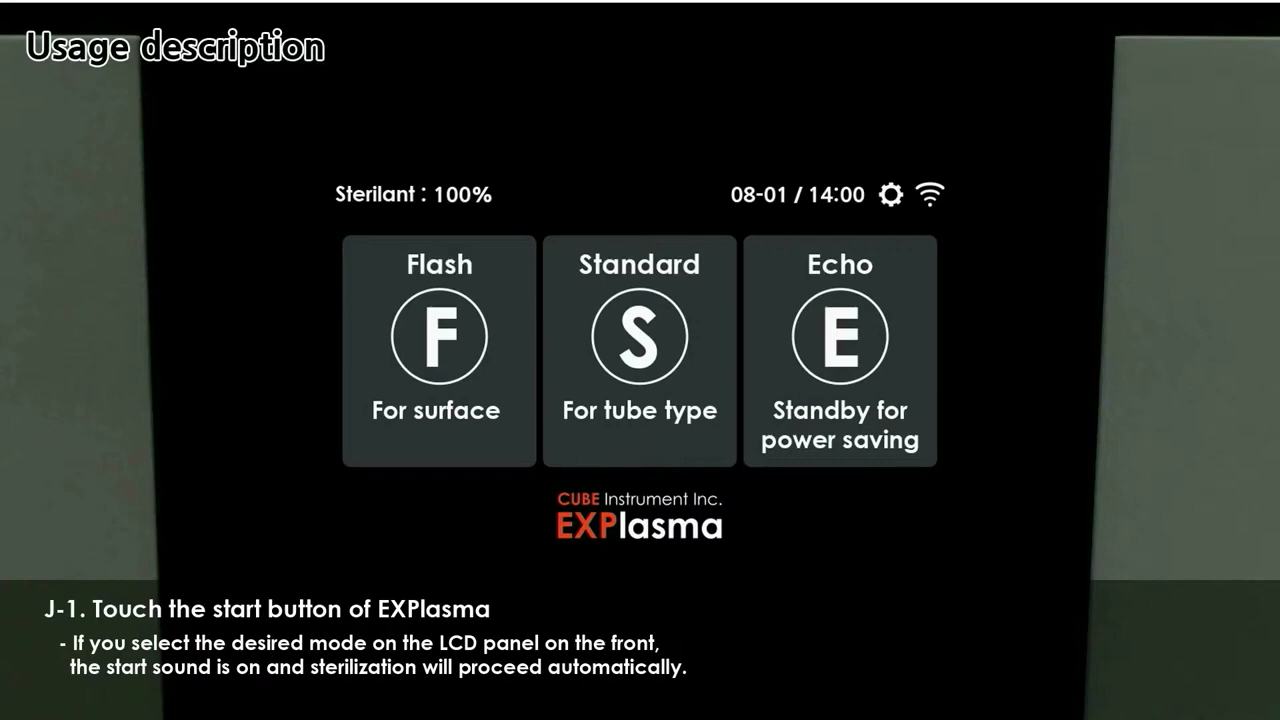 Usage description
Sterilant : 100%
08-01 / 14:00
Flash
F
For surface
Standard
S
For tube type
Echo
E
Standby for
power saving
CUBE Instrument Inc.
EXPlasma
J-1. Touch the start button of EXPlasma
- If you select the desired mode on the LCD panel on the front,
the start sound is on and sterilization will proceed automatically.